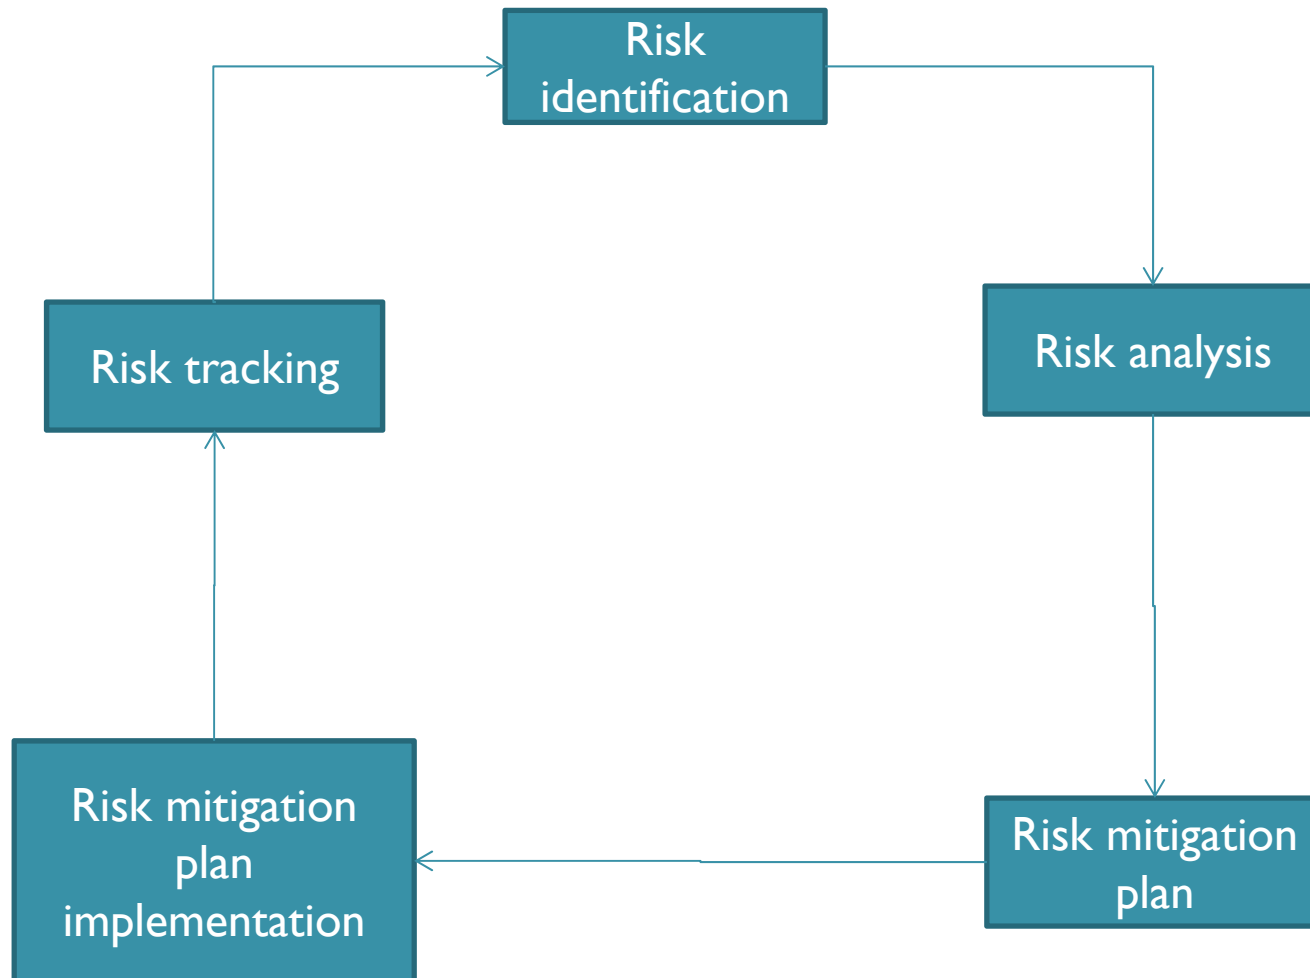 Risk
identification
Risk tracking
Risk analysis
Risk mitigation
plan
implementation
Risk mitigation
plan